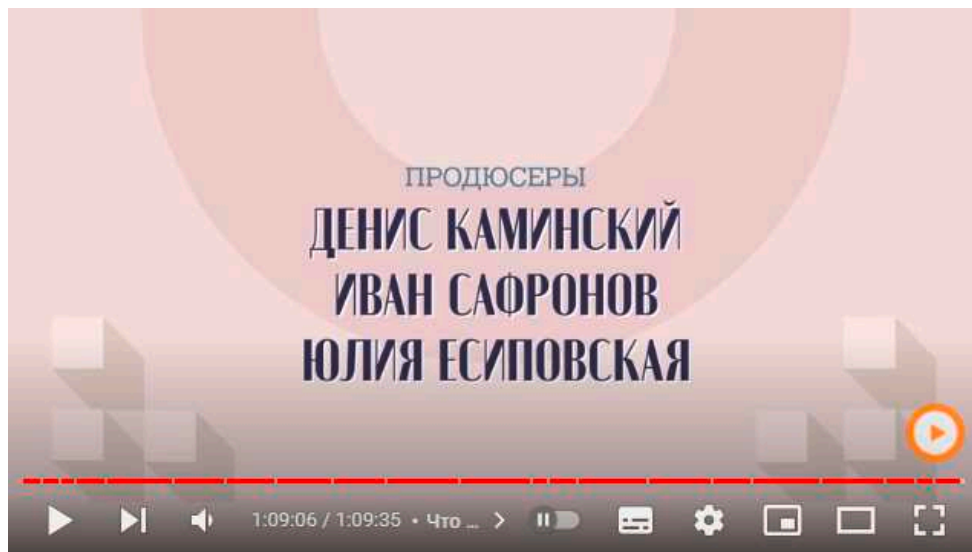 ПРОДЮСЕРЫ
ДЕНИС КАМИНСКИЙ
ИВАН САФРОНОВ
ЮЛИЯ ЕСИПОВСКАЯ
1:09:06 / 1:09:35 • Что ...